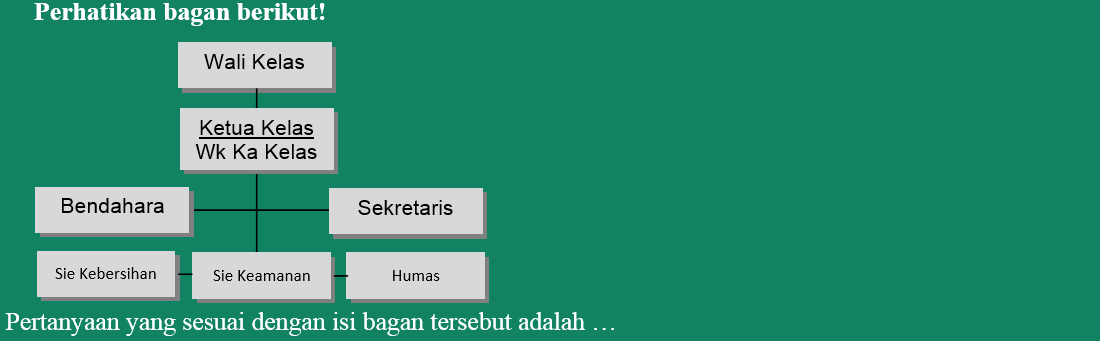 Perhatikan bagan berikut!
Wali Kelas
Ketua Kelas
Wk Ka Kelas
Bendahara
Sekretaris
Sie Kebersihan
Sie Keamanan
Humas
Pertanyaan yang sesuai dengan isi bagan tersebut adalah …